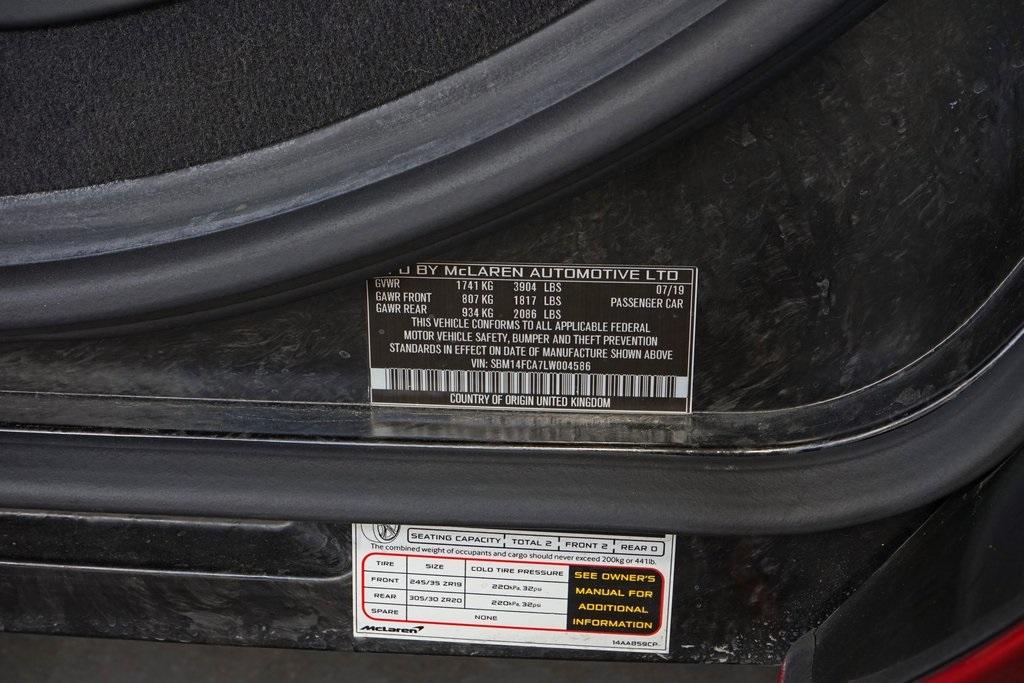 BY McLAREN AUTOMOTIVE LTD
GVWR 1741 KG 3904 LBS 07/19
GAWR FRONT 807 KG 1817 LBS PASSENGER CAR
GAWR REAR 934 KG 2086 LBS
THIS VEHICLE CONFORMS TO ALL APPLICABLE FEDERAL
MOTOR VEHICLE SAFETY, BUMPER AND THEFT PREVENTION
STANDARDS IN EFFECT ON DATE OF MANUFACTURE SHOWN ABOVE
VIN: SBM14FCA7LW004586
COUNTRY OF ORIGIN UNITED KINGDOM
SEATING CAPACITY TOTAL 2 FRONT 2 REAR 0
The combined weight of occupants and cargo should never exceed 200kg or 441lb.
TIRE SIZE COLD TIRE PRESSURE
FRONT 245/35 ZR19 220kPa, 32psi
REAR 305/30 ZR20 220kPa, 32psi
SPARE NONE
SEE OWNER'S
MANUAL FOR
ADDITIONAL
INFORMATION
McLaren
14AA859CP